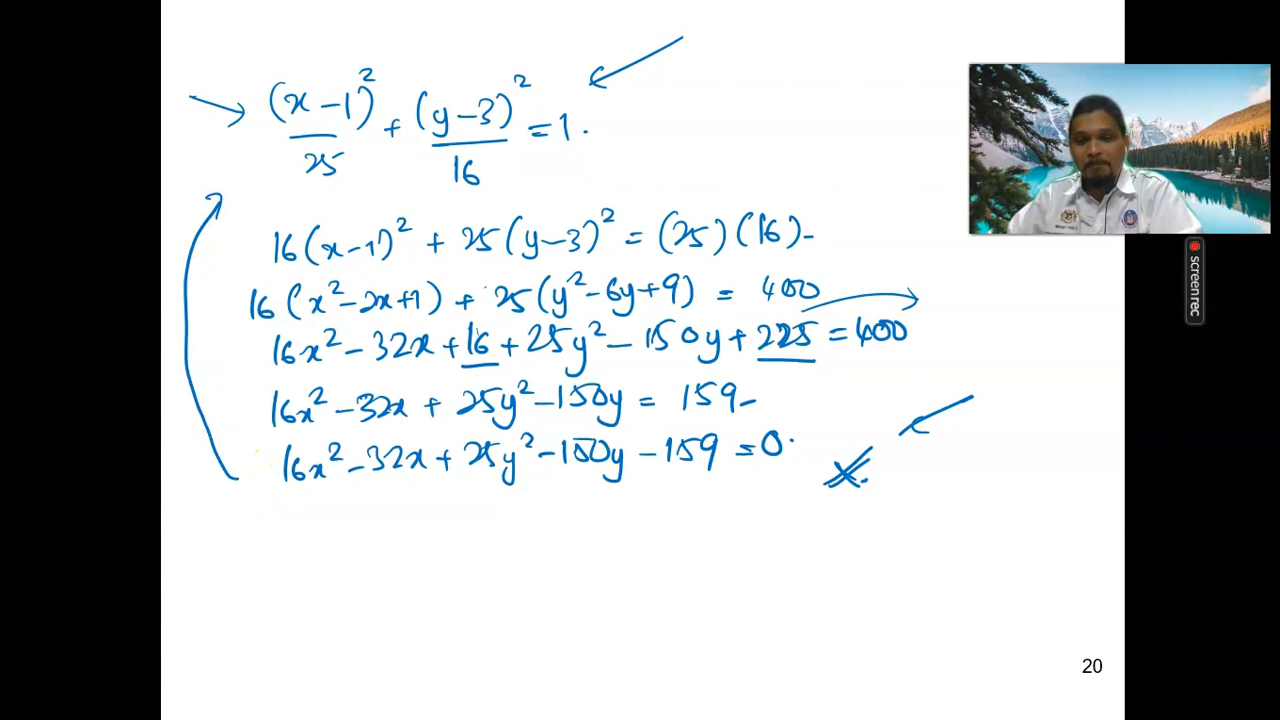 (x-1)²/25 + (y-3)²/16 = 1.
16(x-1)² + 25(y-3)² = (25)(16)-
16(x²-2x+1) + 25(y²-6y+9) = 400
16x² - 32x + 16 + 25y² - 150y + 225 = 400
16x² - 32x + 25y² - 150y = 159-
16x² - 32x + 25y² - 150y - 159 = 0.
screenrec
20